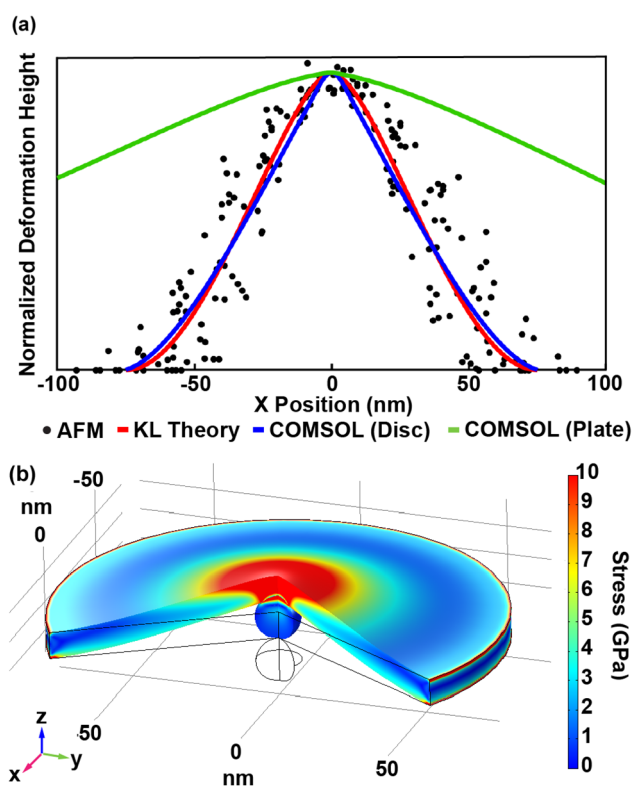 (a)
Normalized Deformation Height
-100
-50
0
50
100
X Position (nm)
AFM KL Theory COMSOL (Disc) COMSOL (Plate)
(b)
-50
nm
0
10
9
8
7
6
5
4
3
2
1
0
Stress (GPa)
z
y
x
-50
0
nm
50